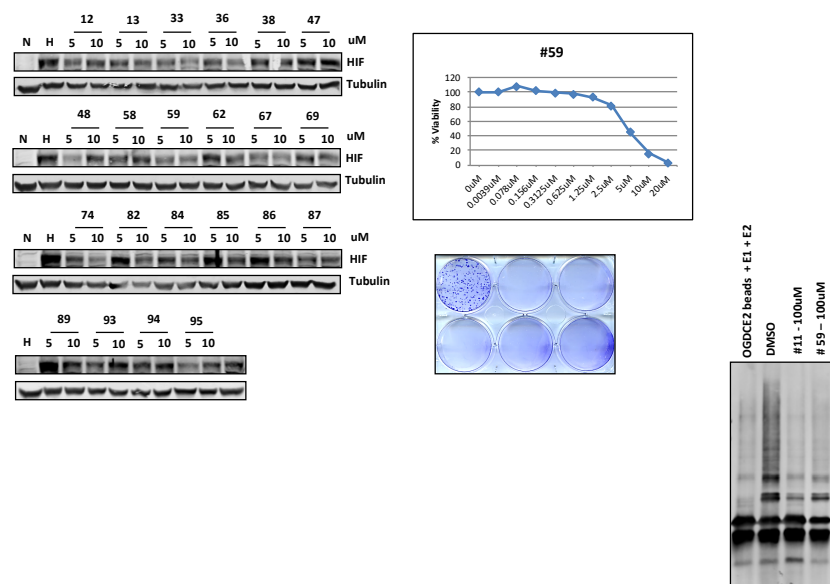 12 13 33 36 38 47
N H 5 10 5 10 5 10 5 10 5 10 5 10 uM
HIF
Tubulin
48 58 59 62 67 69
N H 5 10 5 10 5 10 5 10 5 10 5 10 uM
HIF
Tubulin
74 82 84 85 86 87
N H 5 10 5 10 5 10 5 10 5 10 5 10 uM
HIF
Tubulin
89 93 94 95
H 5 10 5 10 5 10 5 10
#59
% Viability
120
100
80
60
40
20
0
0uM 0.0039uM 0.078uM 0.156uM 0.3125uM 0.625uM 1.25uM 2.5uM 5uM 10uM 20uM
OGDCE2 beads + E1 + E2
DMSO
#11 - 100uM
# 59 – 100uM